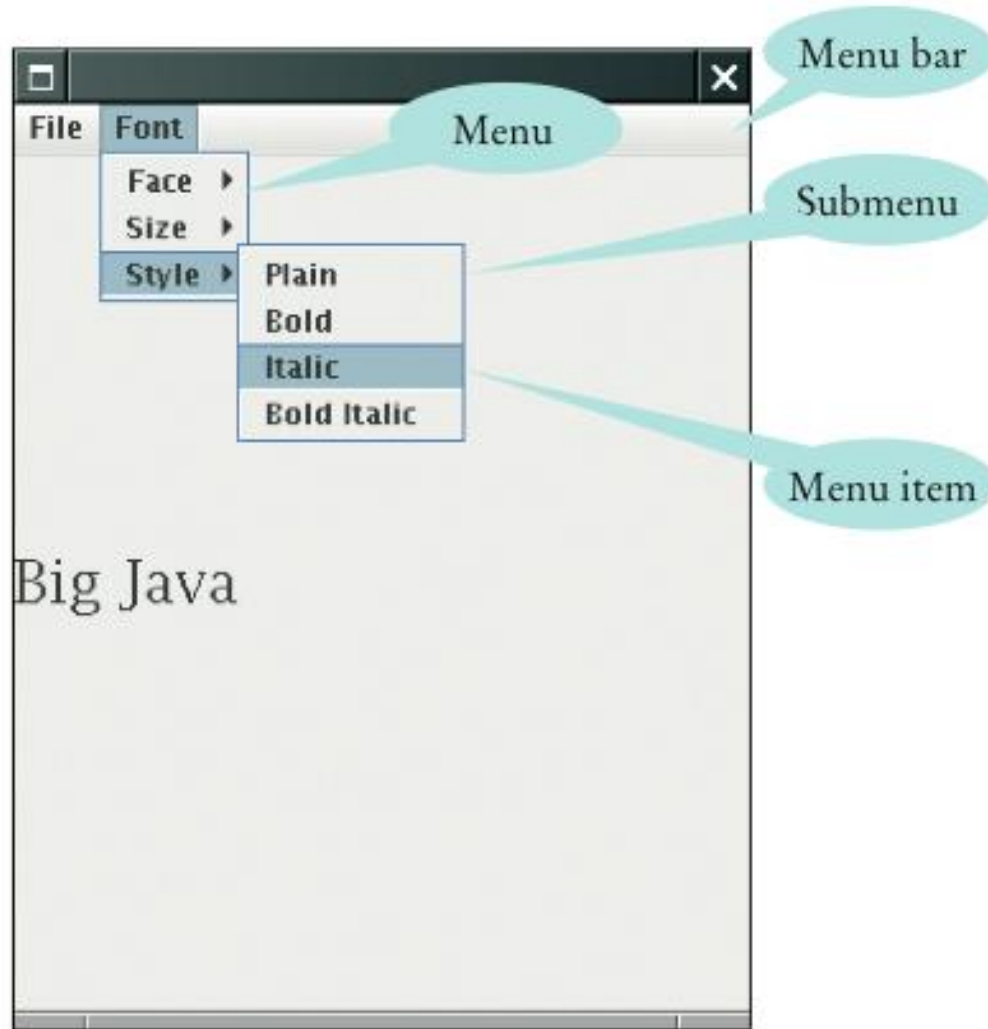 Menu bar
File Font
Menu
Face
Size
Style
Submenu
Plain
Bold
Italic
Bold Italic
Menu item
Big Java